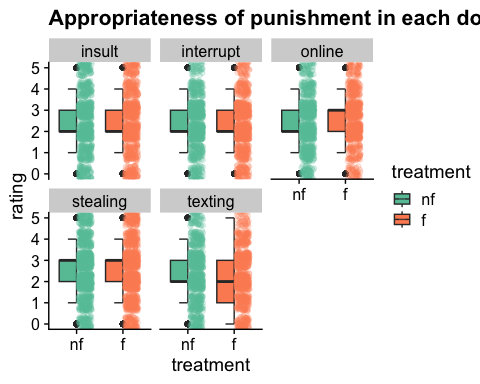 Appropriateness of punishment in each do
insult interrupt online
5
4
3
2
1
0
nf f
stealing texting
5
4
3
2
1
0
nf f nf f
rating
treatment
treatment
nf
f